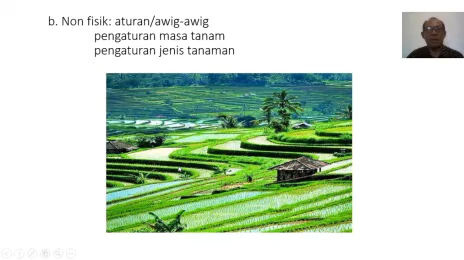 b. Non fisik: aturan/awig-awig
pengaturan masa tanam
pengaturan jenis tanaman